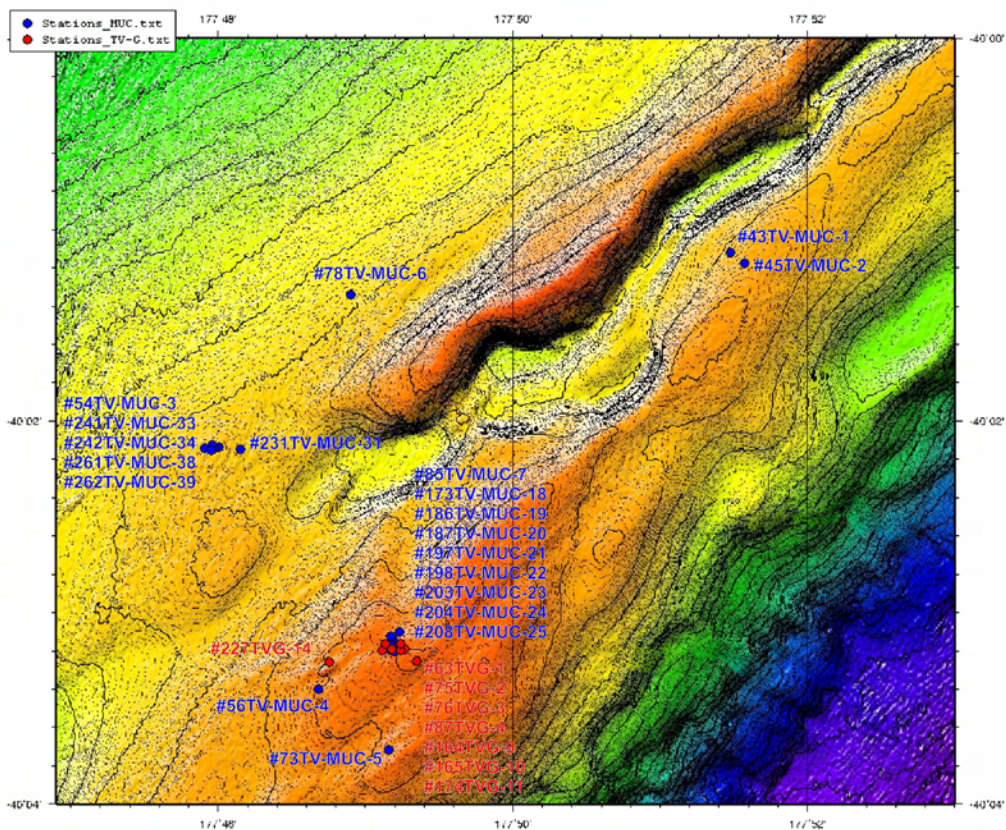 Stations_MUC.txt
Stations_TV-G.txt
177°48' 177°50' 177°52'
-40°00'
#43TV-MUC-1
#45TV-MUC-2
#78TV-MUC-6
#54TV-MUC-3
#241TV-MUC-33
-40°02' -40°02'
#242TV-MUC-34 #231TV-MUC-31
#261TV-MUC-38
#262TV-MUC-39
#85TV-MUC-7
#173TV-MUC-18
#186TV-MUC-19
#187TV-MUC-20
#197TV-MUC-21
#198TV-MUC-22
#203TV-MUC-23
#204TV-MUC-24
#208TV-MUC-25
#227TVG-14
#63TVG-1
#75TVG-2
#76TVG-3
#87TVG-4
#104TVG-9
#165TVG-10
#174TVG-11
#56TV-MUC-4
#73TV-MUC-5
-40°04' -40°04'
177°48' 177°50' 177°52'